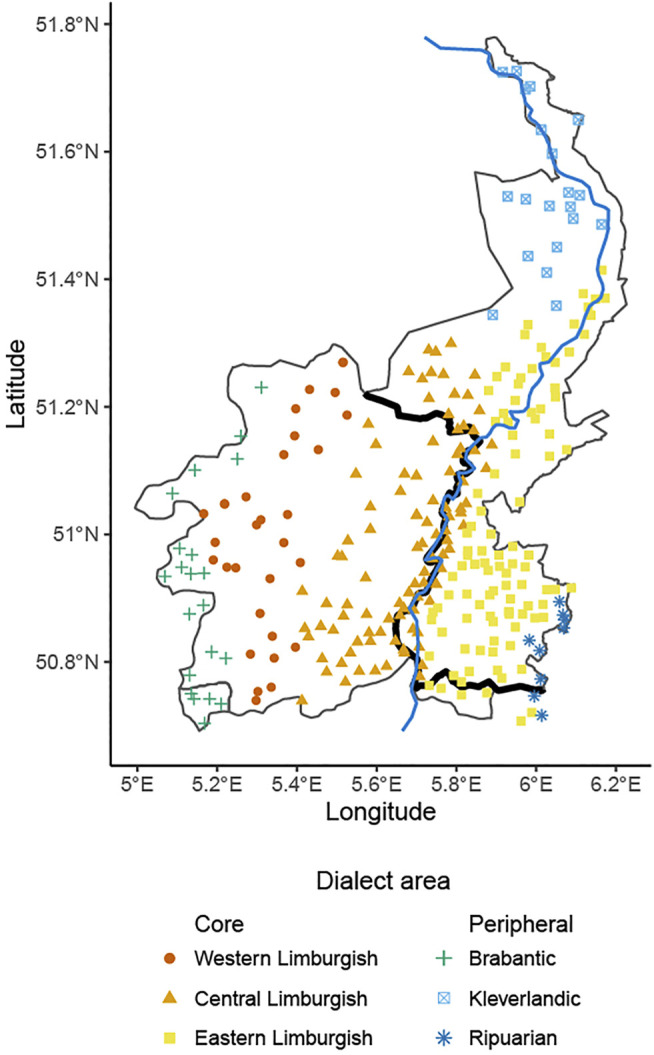 51.8°N
51.6°N
51.4°N
51.2°N
51°N
50.8°N
Latitude
5°E 5.2°E 5.4°E 5.6°E 5.8°E 6°E 6.2°E
Longitude
Dialect area
Core Peripheral
Western Limburgish Brabantic
Central Limburgish Kleverlandic
Eastern Limburgish Ripuarian